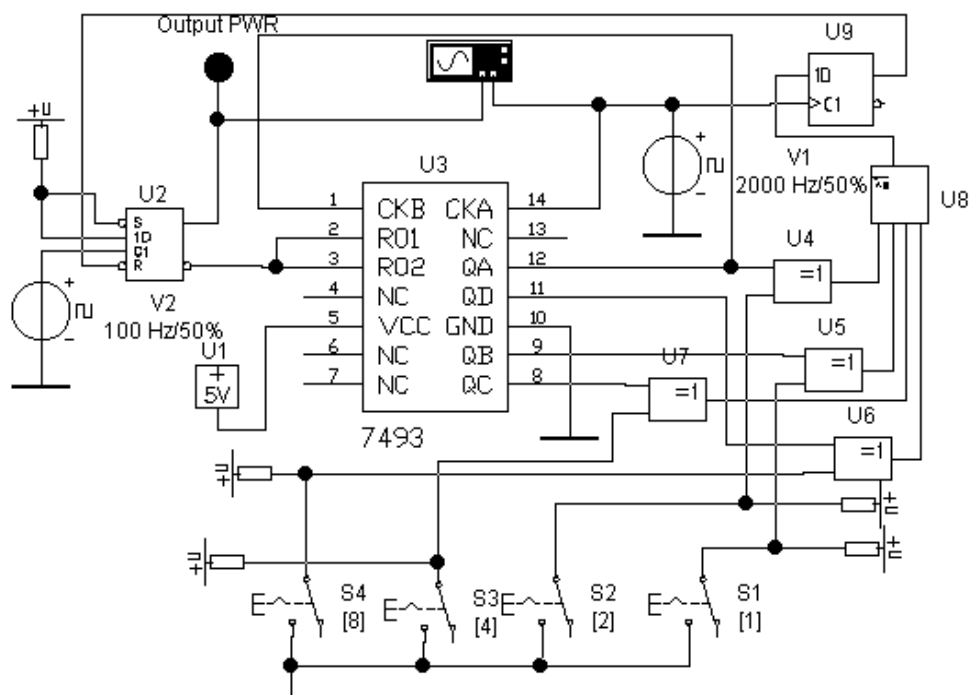 Output PWR
U9
1D
C1
+U
U3
V1
2000 Hz/50%
U8
U2
S
1D
C1
R
1 CKB CKA 14
2 R01 NC 13
3 R02 QA 12
4 NC QD 11
5 VCC GND 10
6 NC QB 9
7 NC QC 8
7493
U4
=1
V2
100 Hz/50%
U1
+
5V
U5
=1
U7
=1
U6
=1
+U
+U
+U
+U
S4
[8]
S3
[4]
S2
[2]
S1
[1]